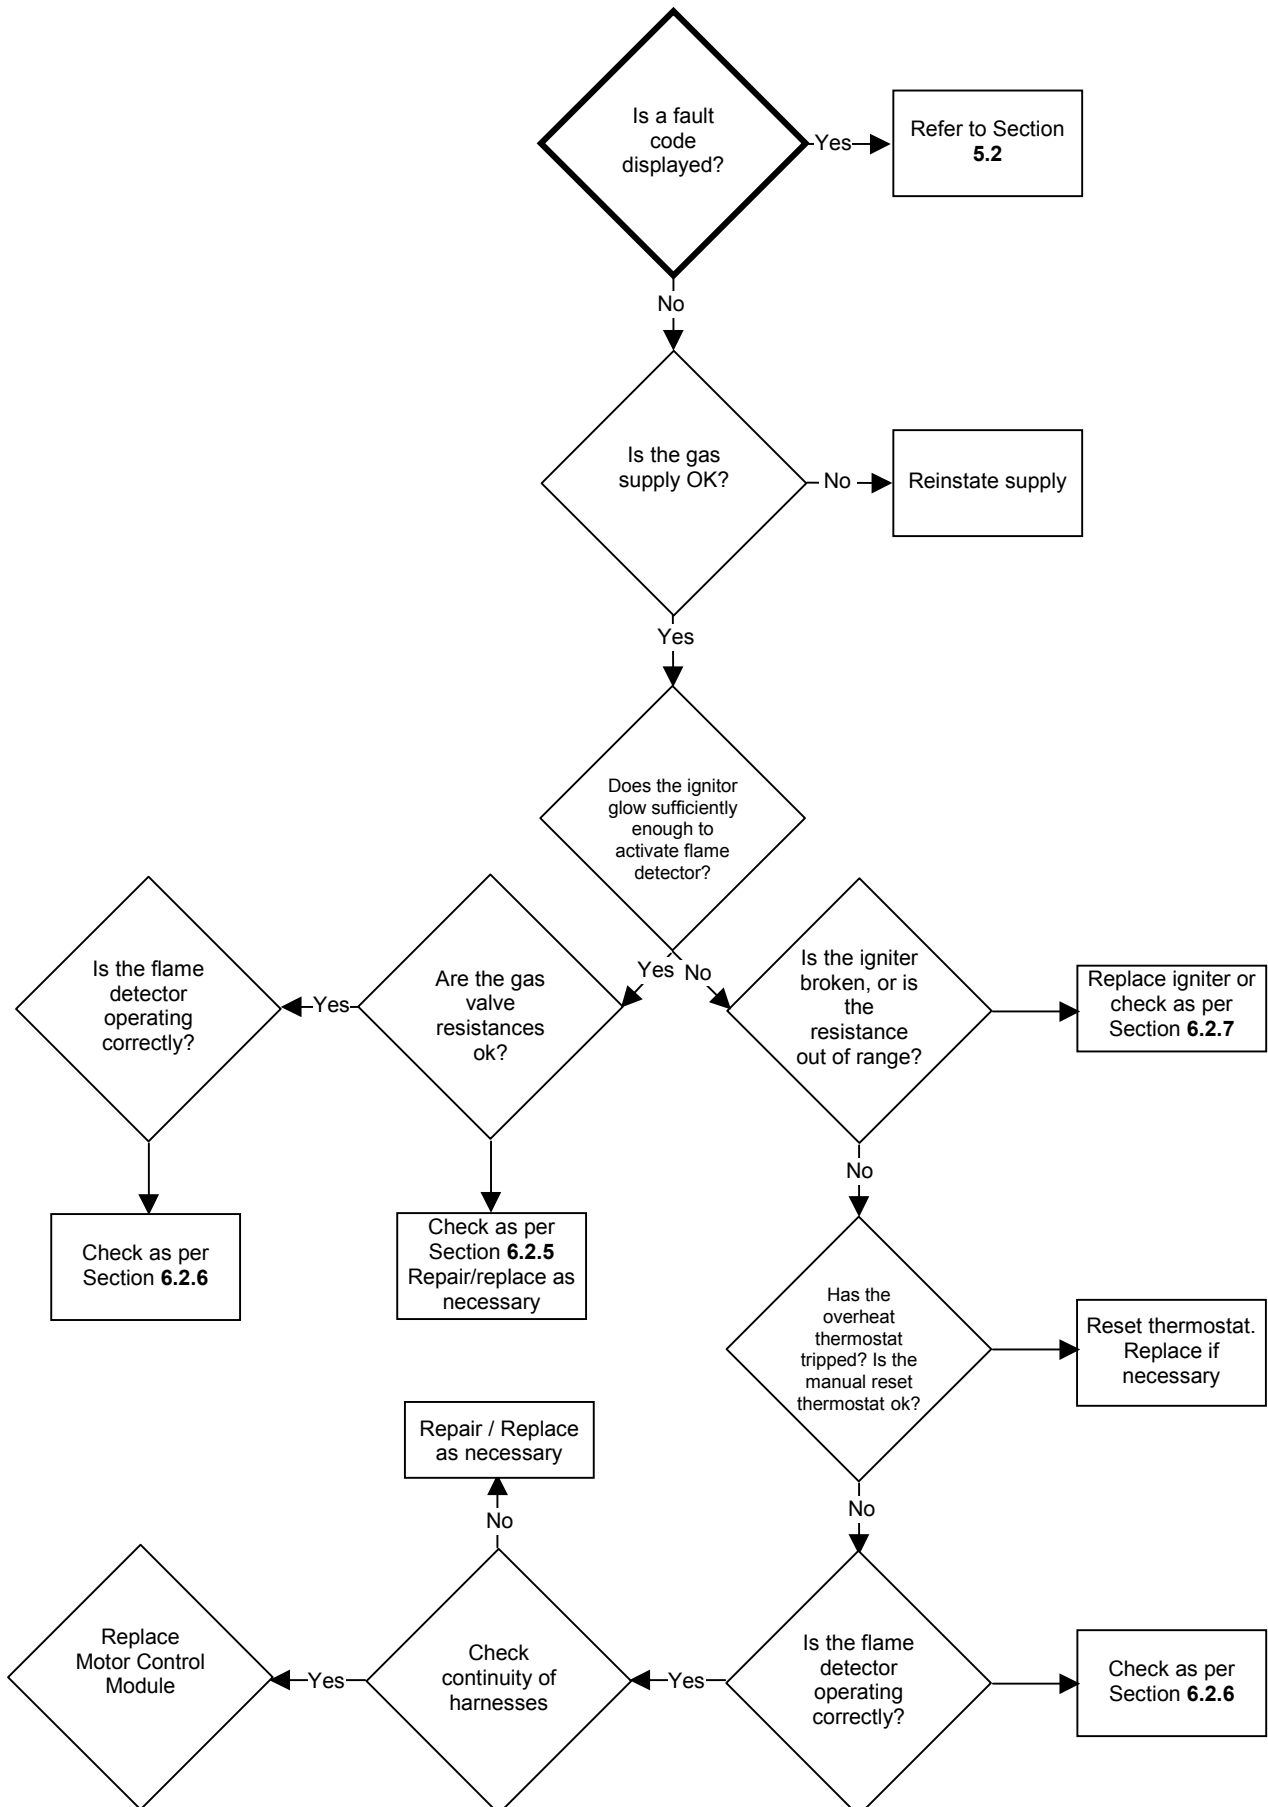 Is a fault
code
displayed?
Yes
Refer to Section
5.2
No
Is the gas
supply OK?
No
Reinstate supply
Yes
Does the ignitor
glow sufficiently
enough to
activate flame
detector?
Yes
No
Is the flame
detector
operating
correctly?
Yes
Are the gas
valve
resistances
ok?
Is the igniter
broken, or is
the
resistance
out of range?
Replace igniter or
check as per
Section 6.2.7
No
Check as per
Section 6.2.6
Check as per
Section 6.2.5
Repair/replace as
necessary
Has the
overheat
thermostat
tripped? Is the
manual reset
thermostat ok?
Reset thermostat.
Replace if
necessary
Repair / Replace
as necessary
No
No
Replace
Motor Control
Module
Yes
Check
continuity of
harnesses
Yes
Is the flame
detector
operating
correctly?
Check as per
Section 6.2.6